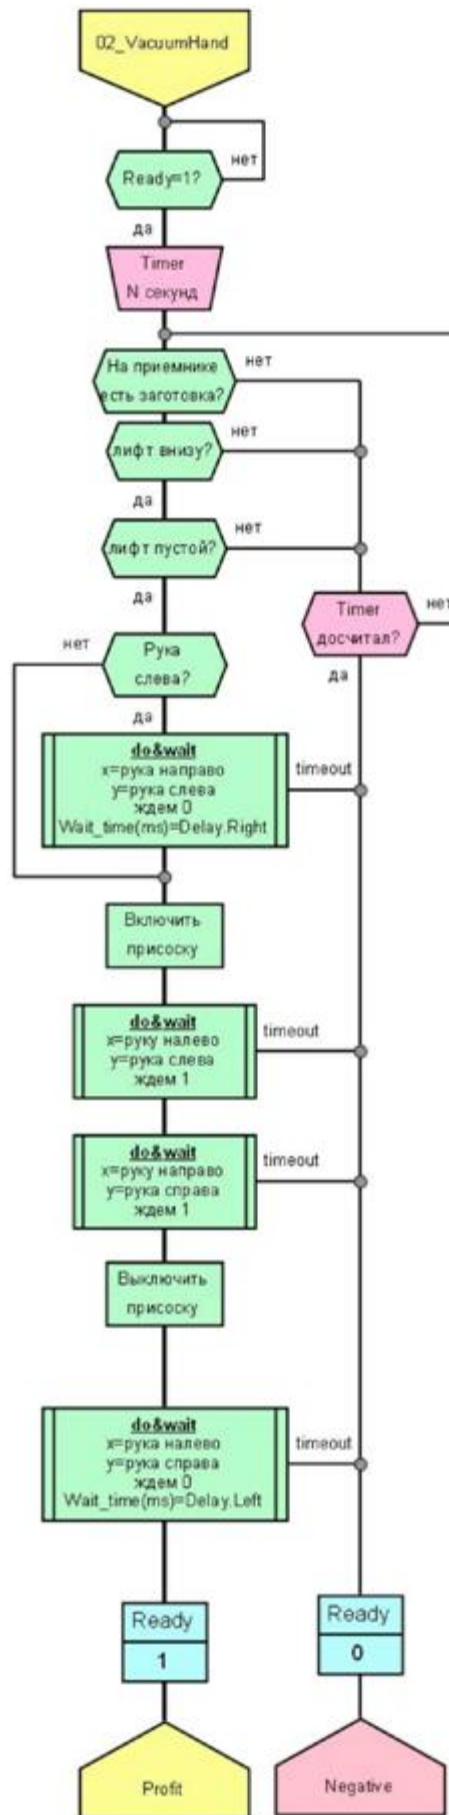 02_VacuumHand
нет
Ready=1?
да
Timer
N секунд
На приемнике
есть заготовка?
нет
лифт внизу?
нет
да
лифт пустой?
нет
да
Timer
досчитал?
нет
да
нет
Рука
слева?
да
do&wait
x=рука направо
y=рука слева
ждем 0
Wait_time(ms)=Delay.Right
timeout
Включить
присоску
do&wait
x=руку налево
y=рука слева
ждем 1
timeout
do&wait
x=руку направо
y=рука справа
ждем 1
timeout
Выключить
присоску
do&wait
x=рука налево
y=рука справа
ждем 0
Wait_time(ms)=Delay.Left
timeout
Ready
1
Ready
0
Profit
Negative